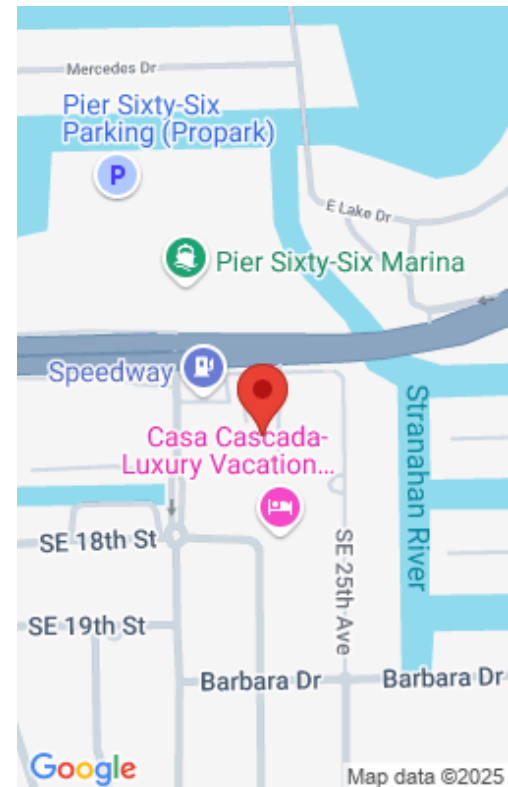 Mercedes Dr
Pier Sixty-Six
Parking (Propark)
P
E Lake Dr
Pier Sixty-Six Marina
Speedway
Casa Cascada-
Luxury Vacation...
Stranahan River
SE 18th St
SE 25th Ave
SE 19th St
Barbara Dr
Barbara Dr
Google
Map data ©2025